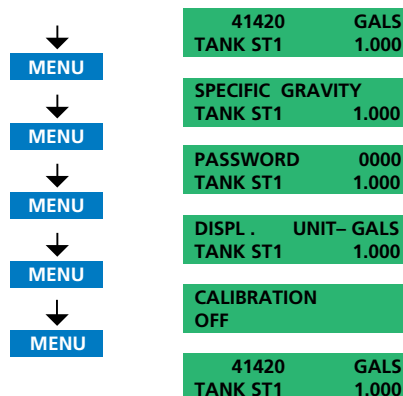 41420 GALS
TANK ST1 1.000
MENU
SPECIFIC GRAVITY
TANK ST1 1.000
MENU
PASSWORD 0000
TANK ST1 1.000
MENU
DISPL . UNIT– GALS
TANK ST1 1.000
MENU
CALIBRATION
OFF
MENU
41420 GALS
TANK ST1 1.000